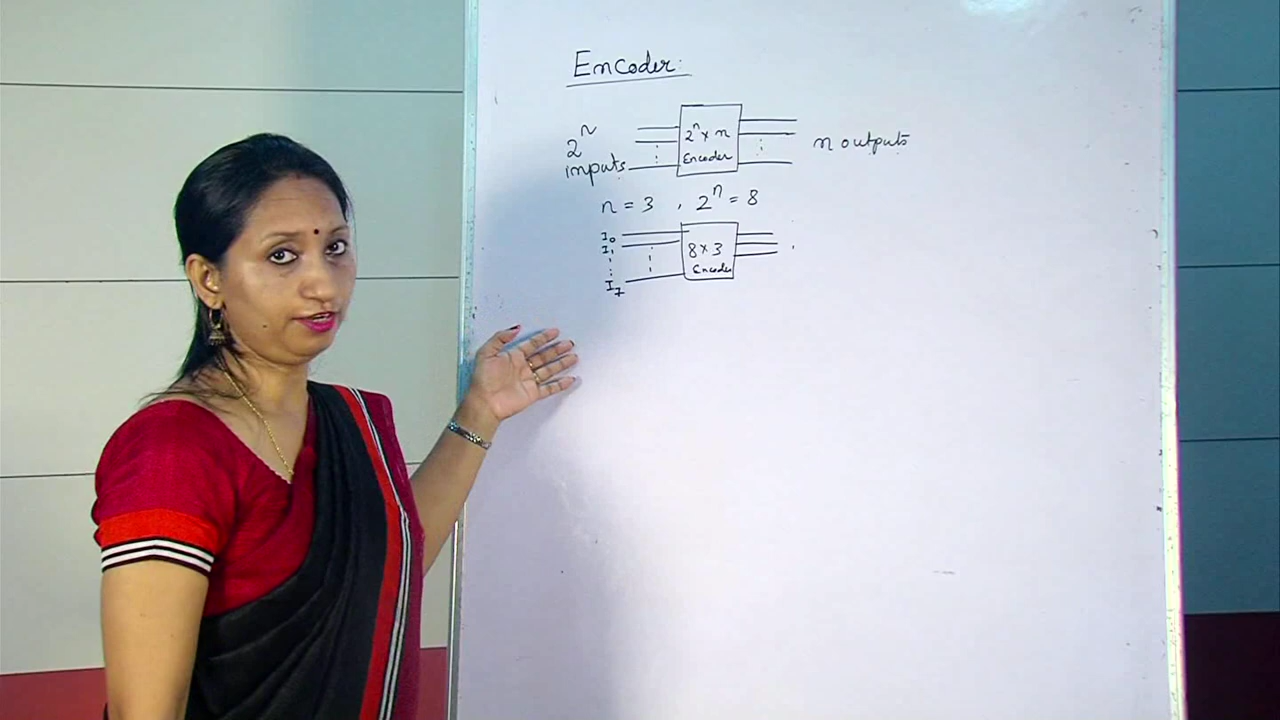 Encoder:
2^n inputs
2^n x n Encoder
n outputs
n = 3 , 2^n = 8
I0
I1
I7
8 x 3 Encoder